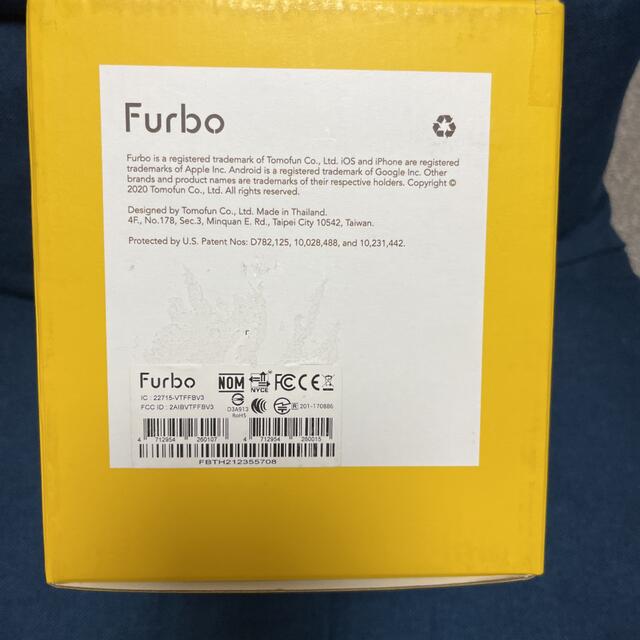 Furbo
Furbo is a registered trademark of Tomofun Co., Ltd. iOS and iPhone are registered
trademarks of Apple Inc. Android is a registered trademark of Google Inc. Other
brands and product names are trademarks of their respective holders. Copyright ©
2020 Tomofun Co., Ltd. All rights reserved.
Designed by Tomofun Co., Ltd. Made in Thailand.
4F., No.178, Sec.3, Minquan E. Rd., Taipei City 10542, Taiwan.
Protected by U.S. Patent Nos: D782,125, 10,028,488, and 10,231,442.
Furbo NOM NYCE FCC CE
IC : 22715-VTFFBV3
FCC ID : 2AIBVTFFBV3 D3A913 RoHS R 201-170886
4 712954 260107 4 712954 260015
FBTH212355708